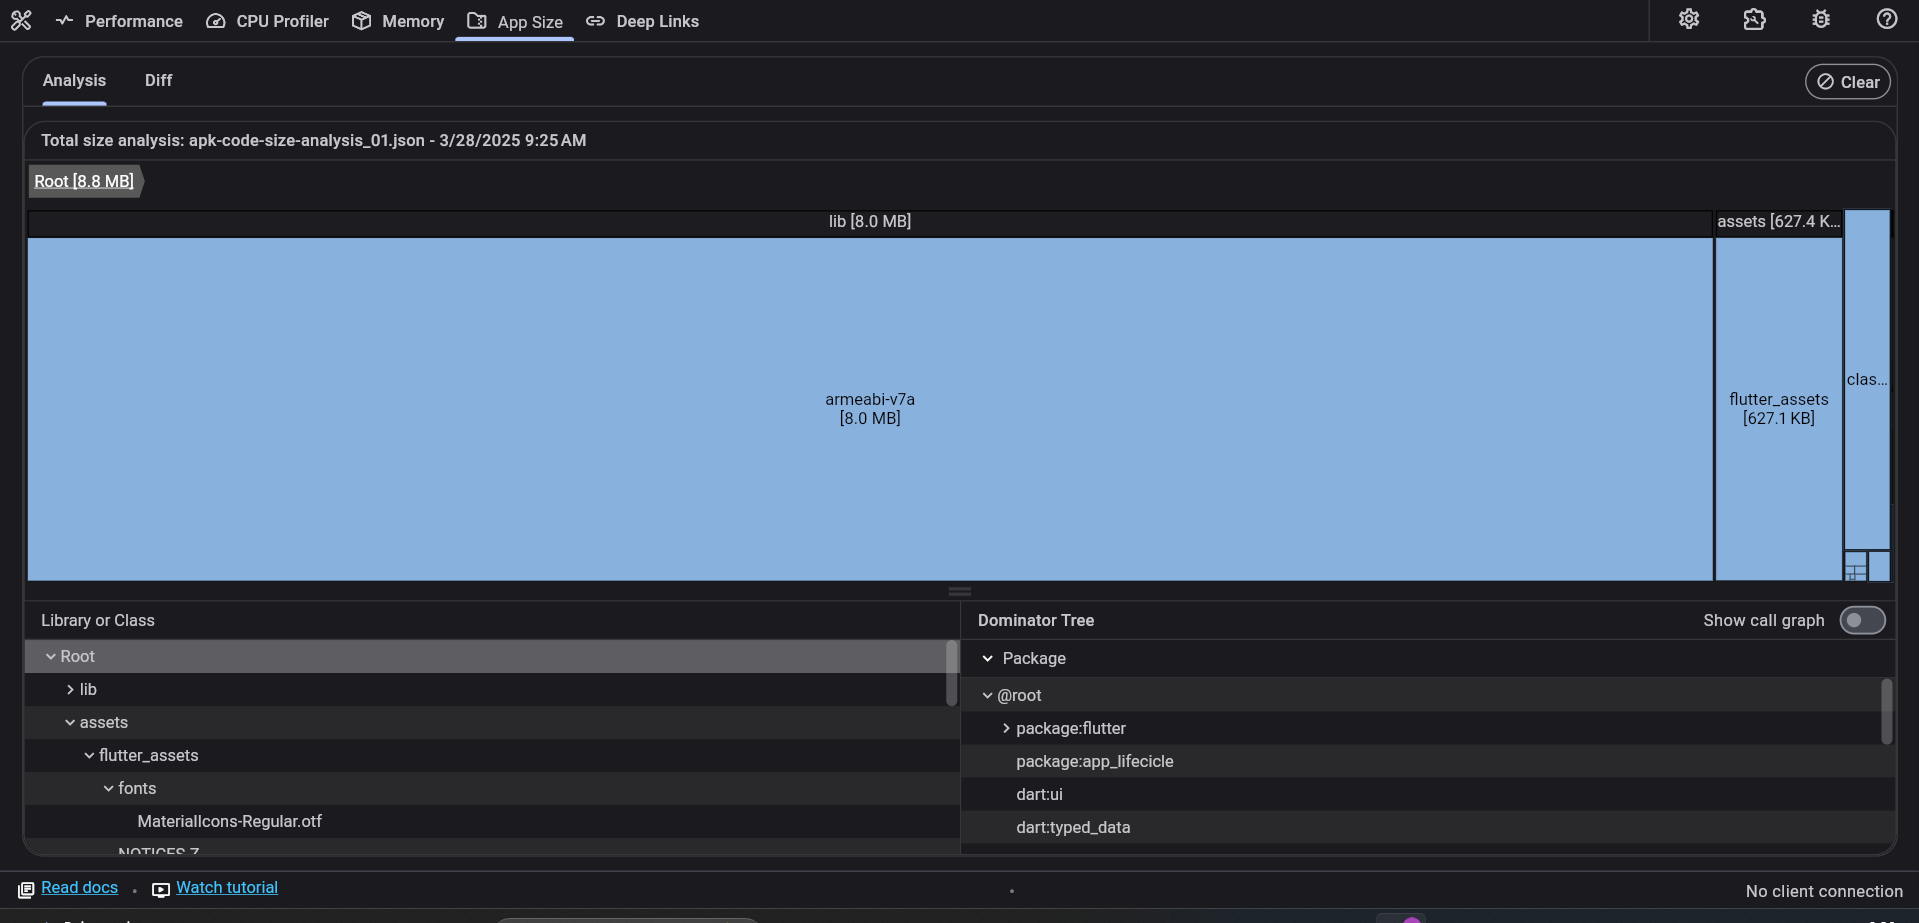 Performance CPU Profiler Memory App Size Deep Links
Analysis Diff Clear
Total size analysis: apk-code-size-analysis_01.json - 3/28/2025 9:25 AM
Root [8.8 MB]
lib [8.0 MB] assets [627.4 K...
clas...
armeabi-v7a
[8.0 MB]
flutter_assets
[627.1 KB]
Library or Class
Root
lib
assets
flutter_assets
fonts
MaterialIcons-Regular.otf
NOTICES.Z
Dominator Tree Show call graph
Package
@root
package:flutter
package:app_lifecicle
dart:ui
dart:typed_data
Read docs • Watch tutorial • No client connection